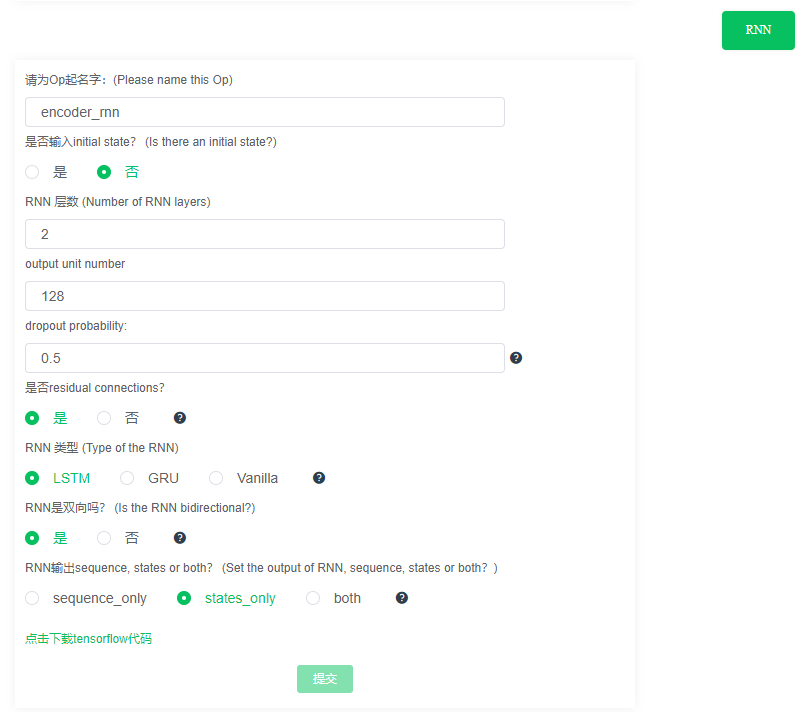 RNN
请为Op起名字：(Please name this Op)
encoder_rnn
是否输入initial state？ (Is there an initial state?)
是 否
RNN 层数 (Number of RNN layers)
2
output unit number
128
dropout probability:
0.5
是否residual connections?
是 否
RNN 类型 (Type of the RNN)
LSTM GRU Vanilla
RNN是双向吗？ (Is the RNN bidirectional?)
是 否
RNN输出sequence, states or both？ (Set the output of RNN, sequence, states or both？)
sequence_only states_only both
点击下载tensorflow代码
提交